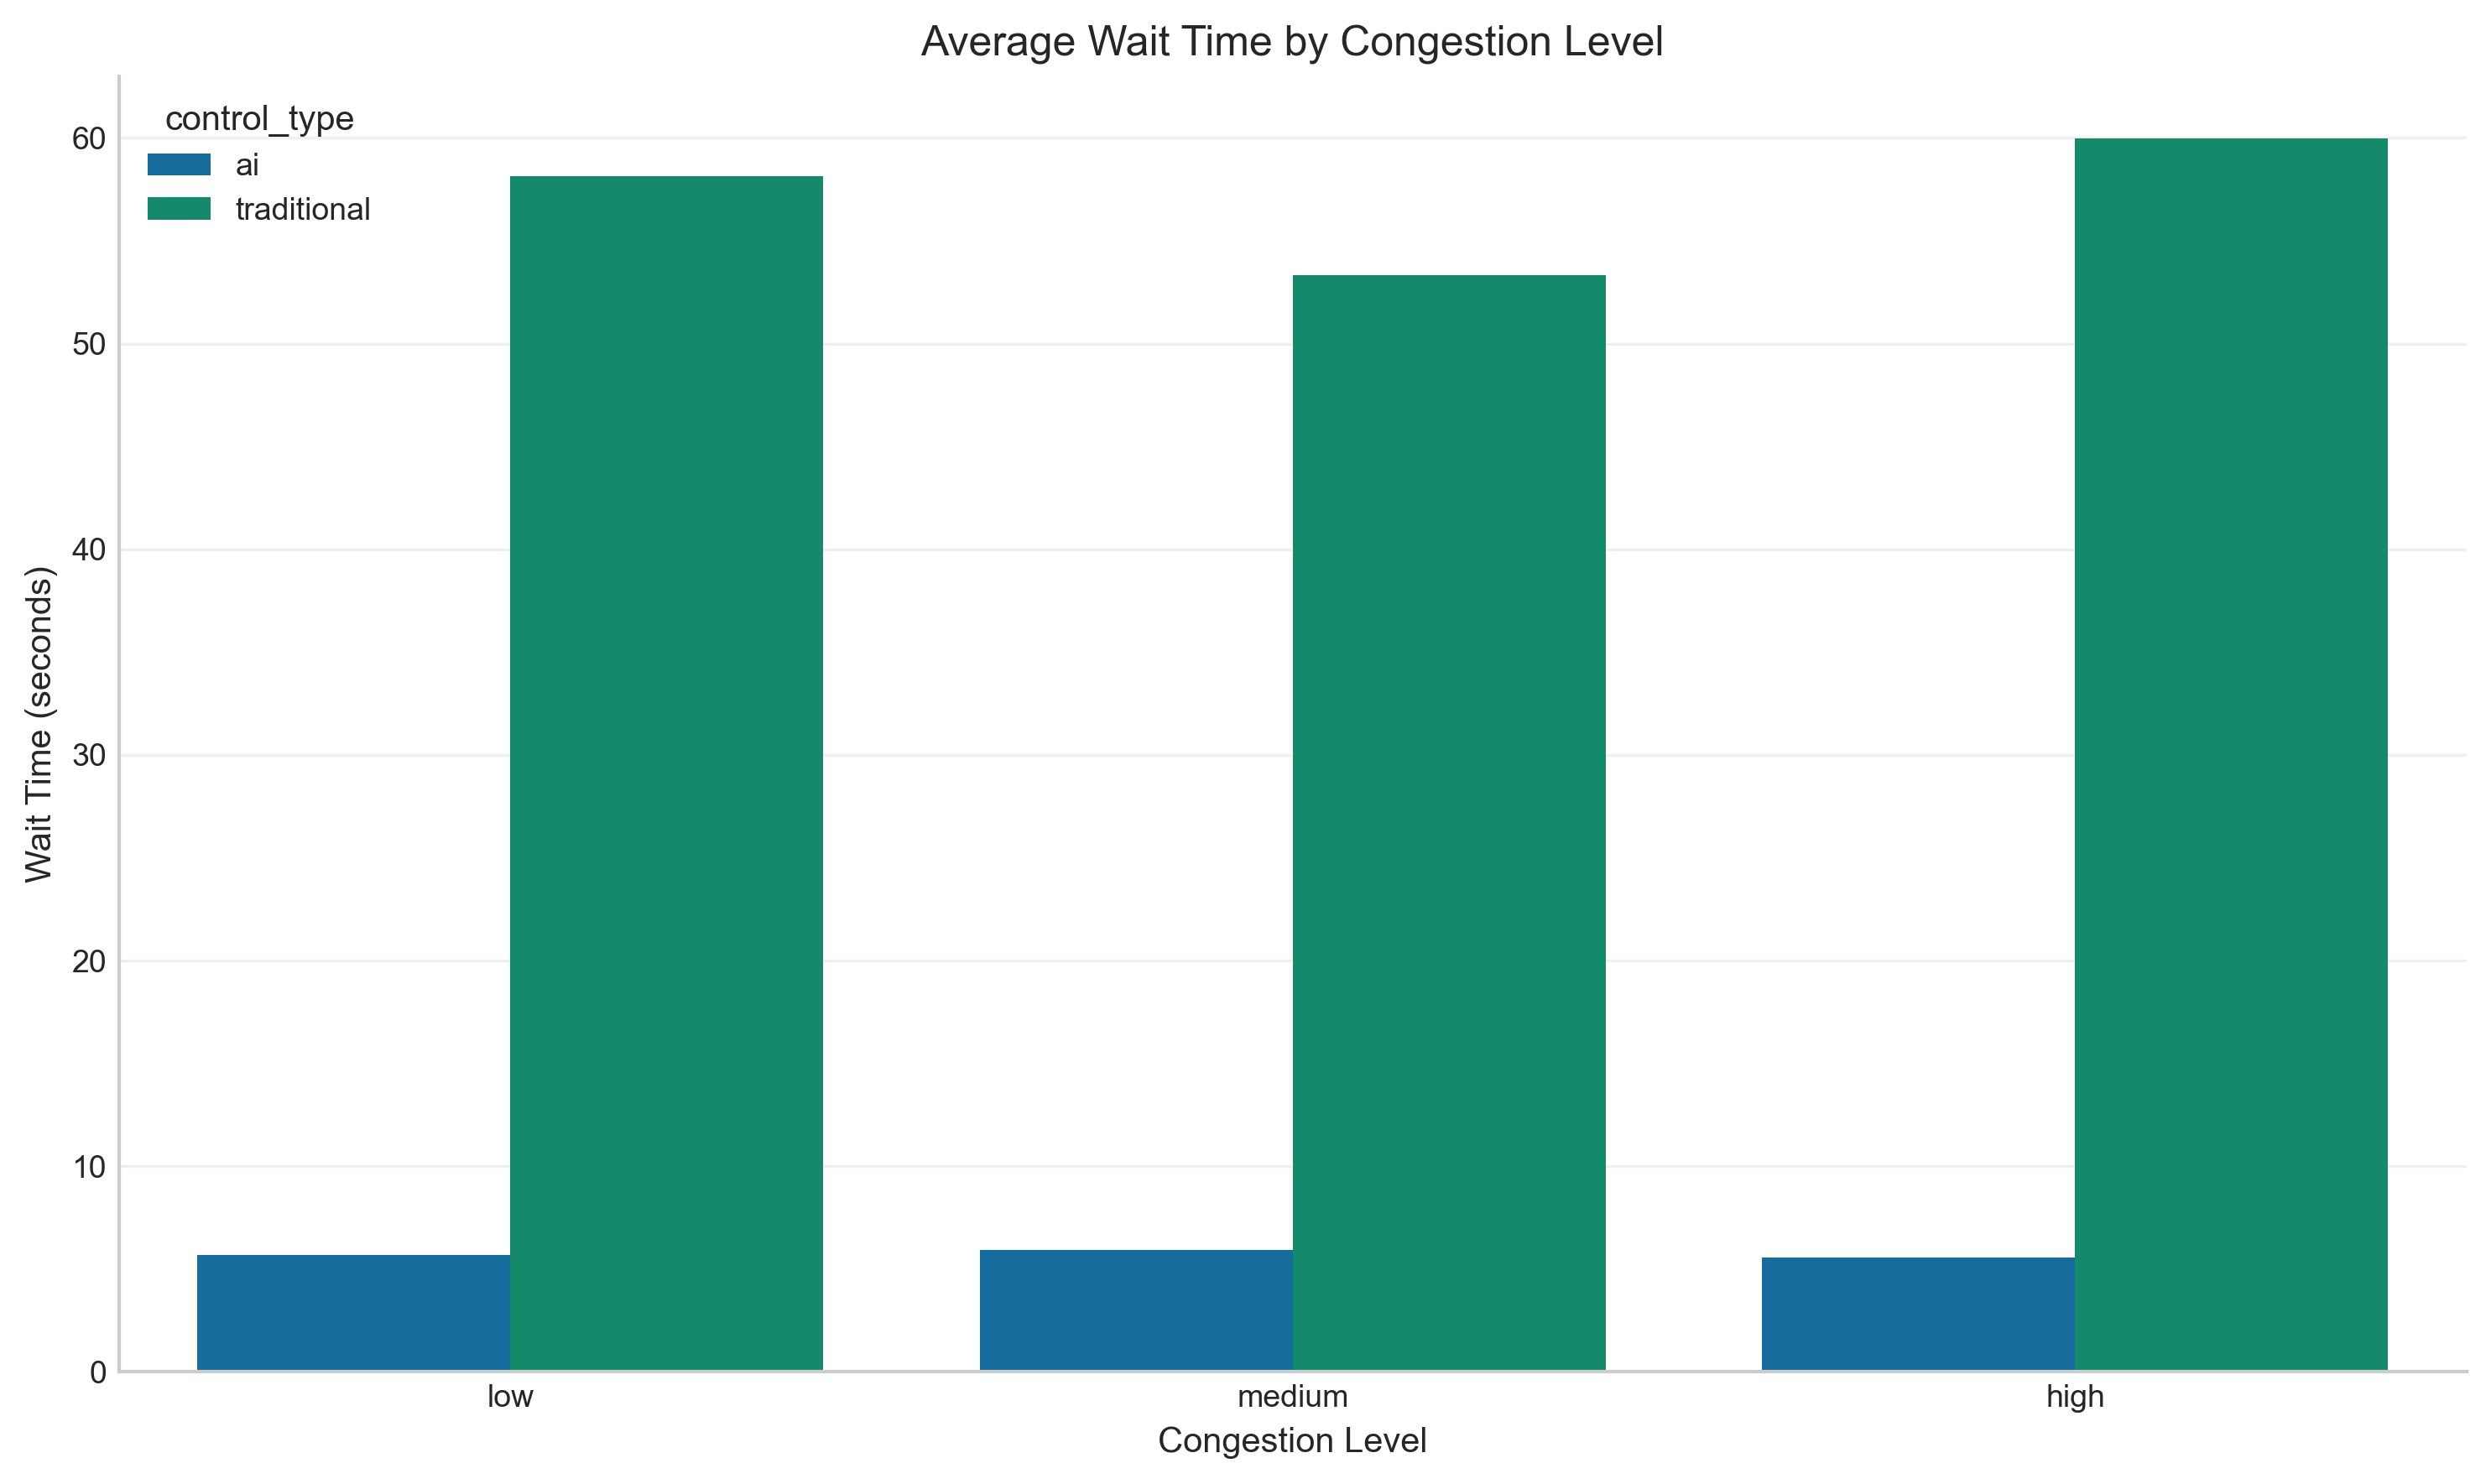 Average Wait Time by Congestion Level
control_type
ai
traditional
Wait Time (seconds)
60
50
40
30
20
10
0
low medium high
Congestion Level